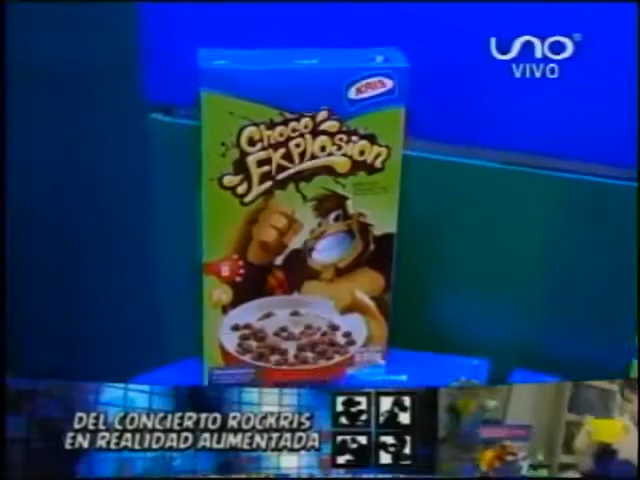 UNO
VIVO
KRIS
Choco
EXPlosion
DEL CONCIERTO ROCKRIS
EN REALIDAD AUMENTADA